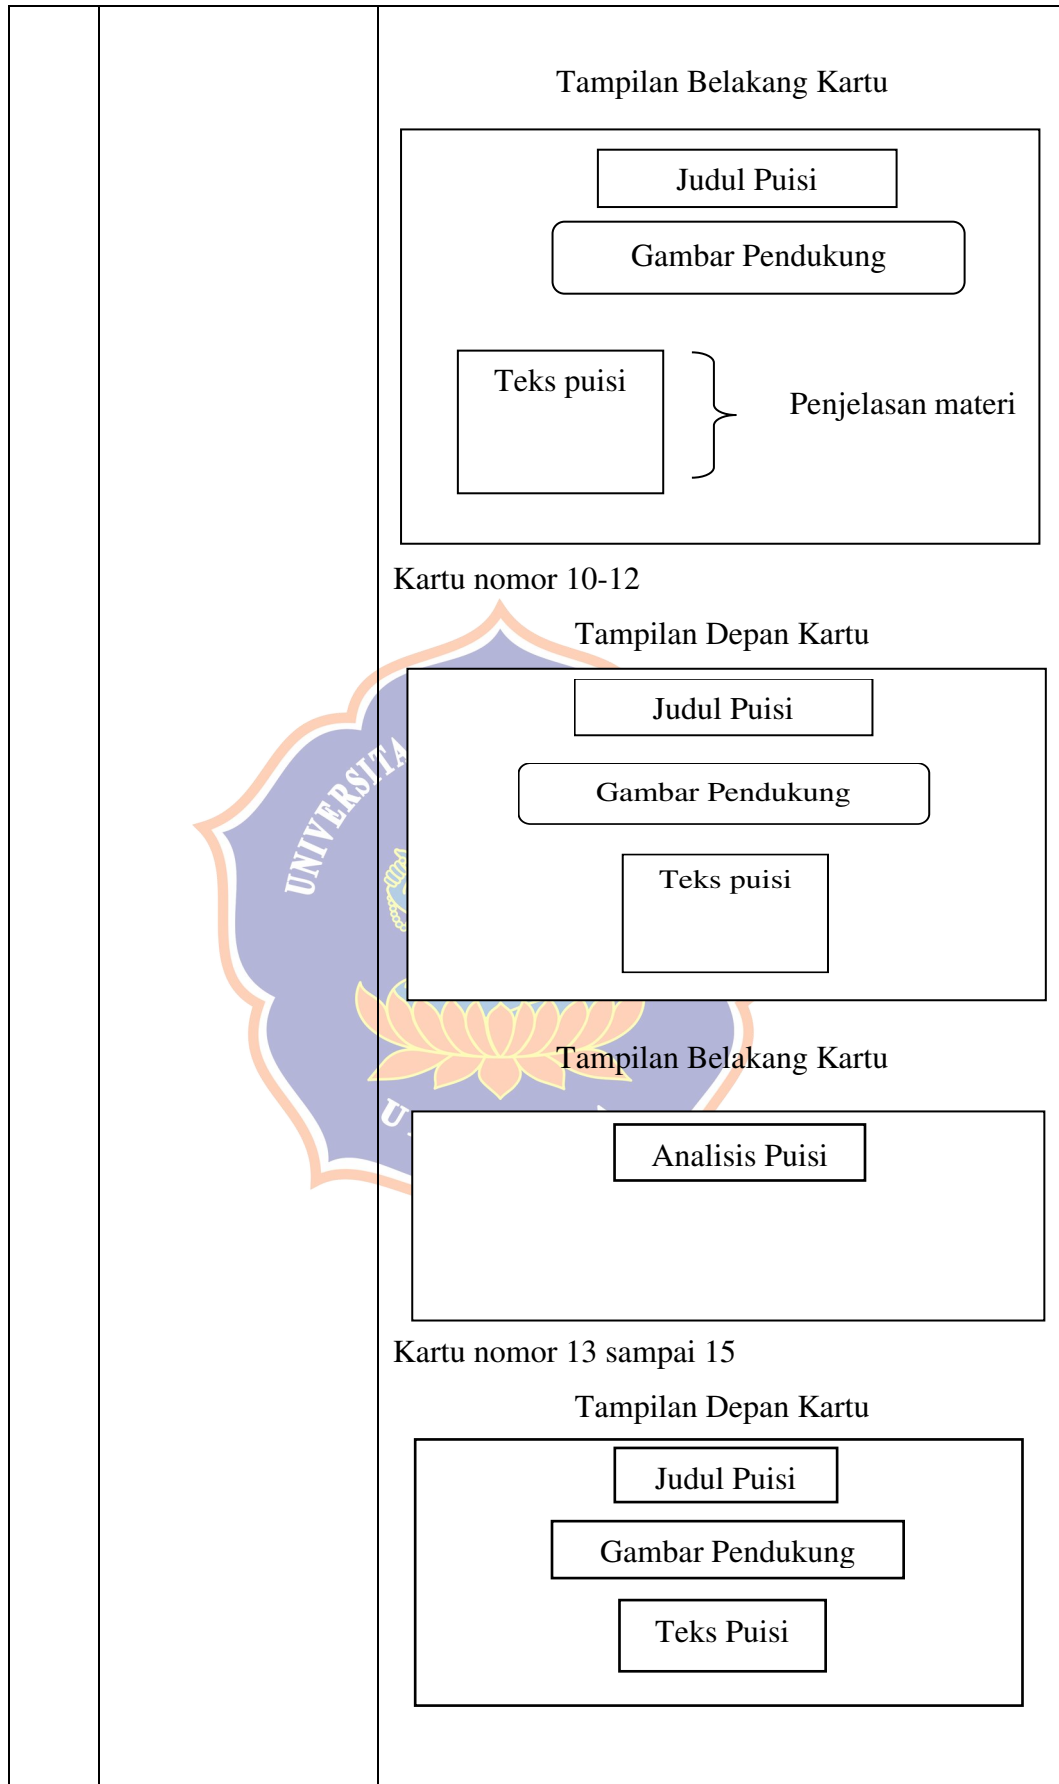 Tampilan Belakang Kartu
Judul Puisi
Gambar Pendukung
Teks puisi
Penjelasan materi
Kartu nomor 10-12
Tampilan Depan Kartu
Judul Puisi
UNIVERSITA
Gambar Pendukung
Teks puisi
Tampilan Belakang Kartu
U
Analisis Puisi
Kartu nomor 13 sampai 15
Tampilan Depan Kartu
Judul Puisi
Gambar Pendukung
Teks Puisi